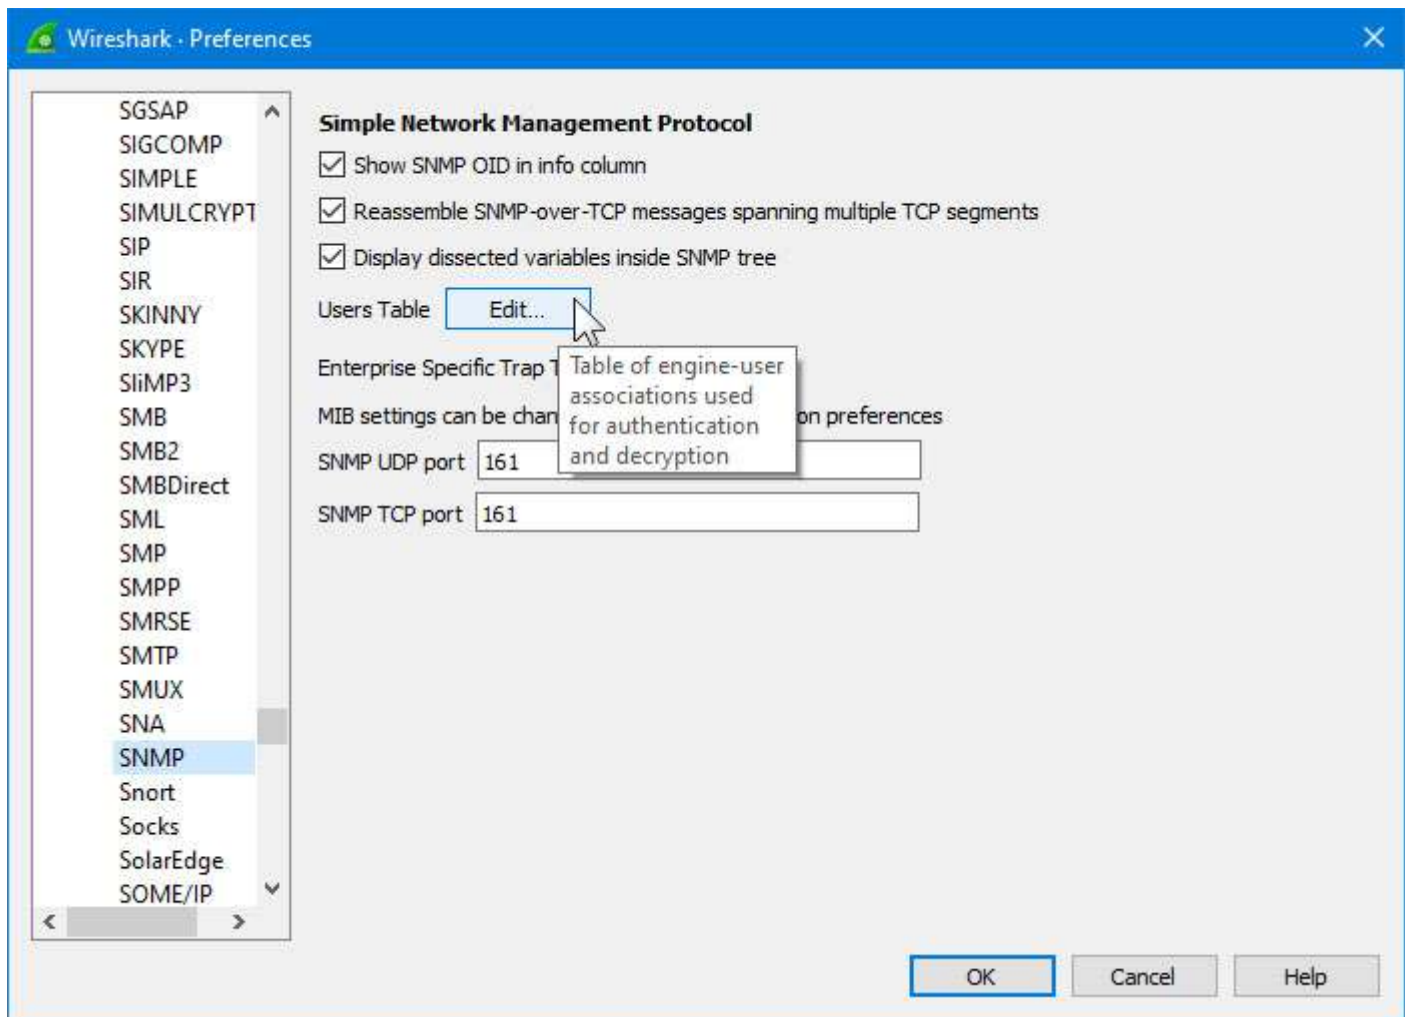 Wireshark · Preferences
SGSAP
SIGCOMP
SIMPLE
SIMULCRYPT
SIP
SIR
SKINNY
SKYPE
SliMP3
SMB
SMB2
SMBDirect
SML
SMP
SMPP
SMRSE
SMTP
SMUX
SNA
SNMP
Snort
Socks
SolarEdge
SOME/IP
Simple Network Management Protocol
Show SNMP OID in info column
Reassemble SNMP-over-TCP messages spanning multiple TCP segments
Display dissected variables inside SNMP tree
Users Table Edit...
Enterprise Specific Trap T
Table of engine-user
associations used
for authentication
and decryption
MIB settings can be chan on preferences
SNMP UDP port 161
SNMP TCP port 161
OK Cancel Help